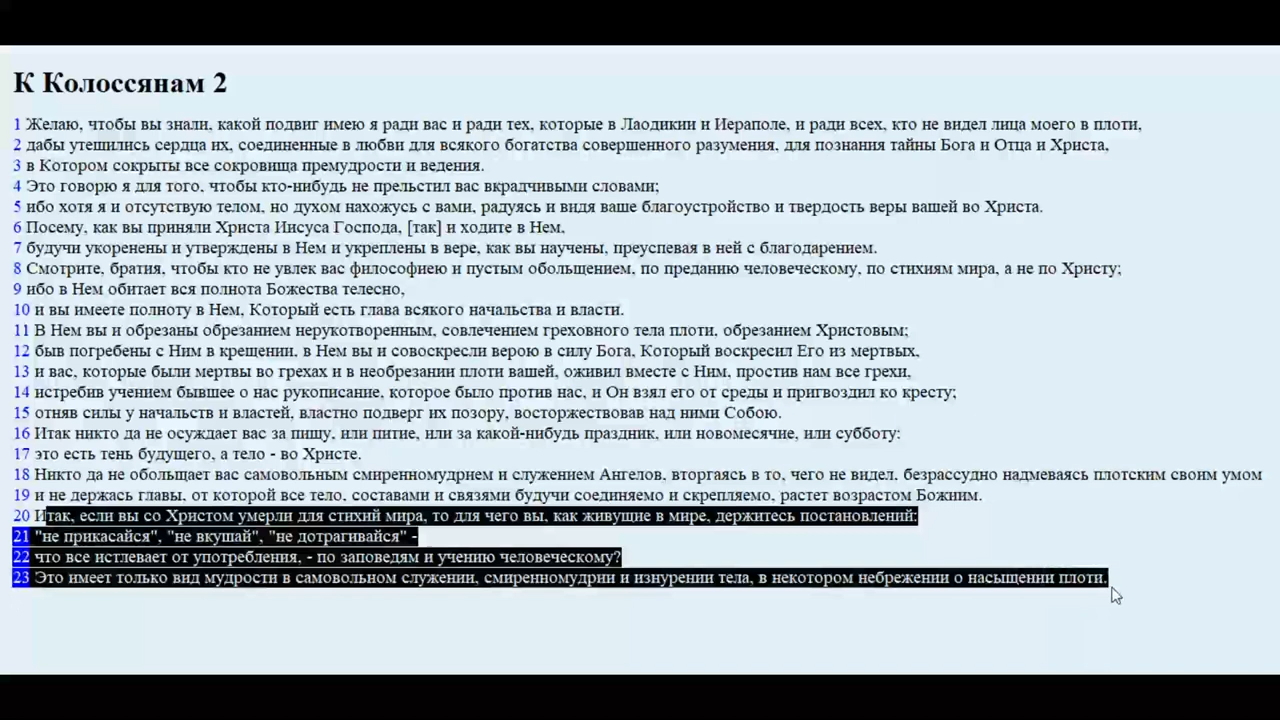 К Колоссянам 2
1 Желаю, чтобы вы знали, какой подвиг имею я ради вас и ради тех, которые в Лаодикии и Иераполе, и ради всех, кто не видел лица моего в плоти,
2 дабы утешились сердца их, соединенные в любви для всякого богатства совершенного разумения, для познания тайны Бога и Отца и Христа,
3 в Котором сокрыты все сокровища премудрости и ведения.
4 Это говорю я для того, чтобы кто-нибудь не прельстил вас вкрадчивыми словами;
5 ибо хотя я и отсутствую телом, но духом нахожусь с вами, радуясь и видя ваше благоустройство и твердость веры вашей во Христа.
6 Посему, как вы приняли Христа Иисуса Господа, [так] и ходите в Нем,
7 будучи укоренены и утверждены в Нем и укреплены в вере, как вы научены, преуспевая в ней с благодарением.
8 Смотрите, братия, чтобы кто не увлек вас философиею и пустым обольщением, по преданию человеческому, по стихиям мира, а не по Христу;
9 ибо в Нем обитает вся полнота Божества телесно,
10 и вы имеете полноту в Нем, Который есть глава всякого начальства и власти.
11 В Нем вы и обрезаны обрезанием нерукотворенным, совлечением греховного тела плоти, обрезанием Христовым;
12 быв погребены с Ним в крещении, в Нем вы и совоскресли верою в силу Бога, Который воскресил Его из мертвых,
13 и вас, которые были мертвы во грехах и в необрезании плоти вашей, оживил вместе с Ним, простив нам все грехи,
14 истребив учением бывшее о нас рукописание, которое было против нас, и Он взял его от среды и пригвоздил ко кресту;
15 отняв силы у начальств и властей, властно подверг их позору, восторжествовав над ними Собою.
16 Итак никто да не осуждает вас за пищу, или питие, или за какой-нибудь праздник, или новомесячие, или субботу:
17 это есть тень будущего, а тело - во Христе.
18 Никто да не обольщает вас самовольным смиренномудрием и служением Ангелов, вторгаясь в то, чего не видел, безрассудно надмеваясь плотским своим умом
19 и не держась главы, от которой все тело, составами и связями будучи соединяемо и скрепляемо, растет возрастом Божиим.
20 Итак, если вы со Христом умерли для стихий мира, то для чего вы, как живущие в мире, держитесь постановлений:
21 "не прикасайся", "не вкушай", "не дотрагивайся" -
22 что все истлевает от употребления, - по заповедям и учению человеческому?
23 Это имеет только вид мудрости в самовольном служении, смиренномудрии и изнурении тела, в некотором небрежении о насыщении плоти.